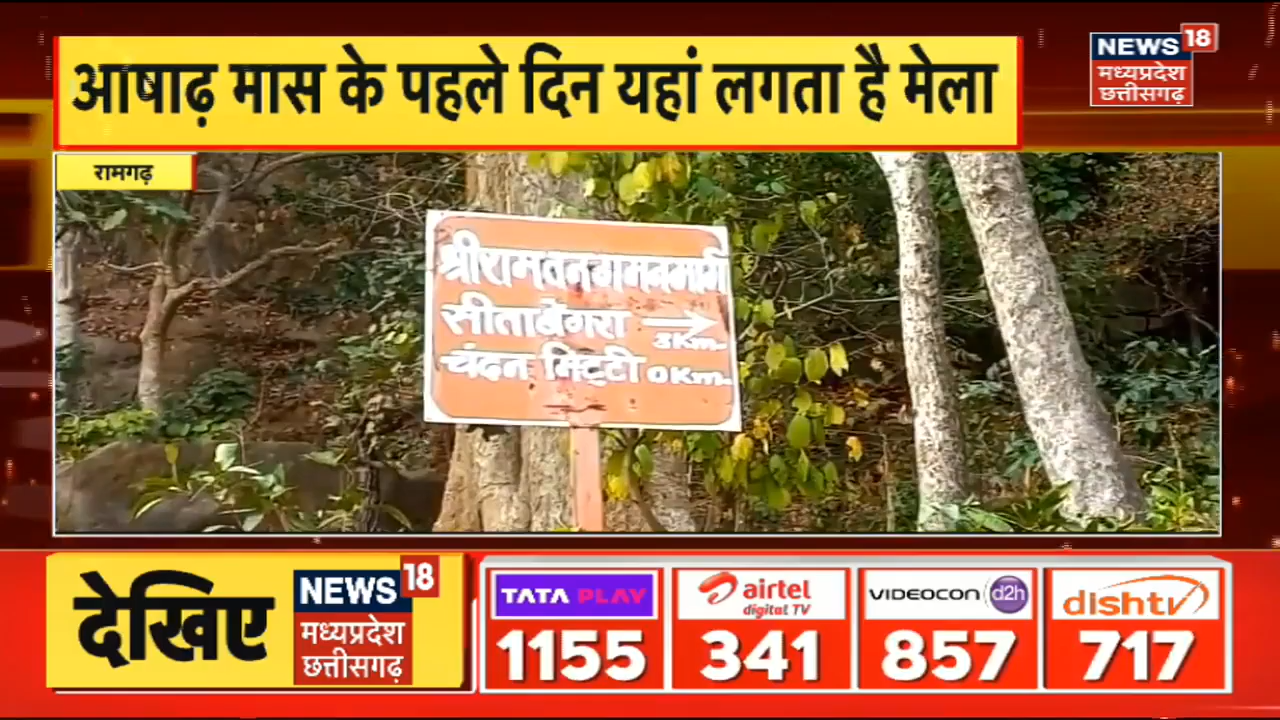 आषाढ़ मास के पहले दिन यहां लगता है मेला
NEWS 18
मध्यप्रदेश
छत्तीसगढ़
रामगढ़
श्रीराम वनगमन मार्ग
सीताबेंगरा → 3Km.
चंदन मिट्टी 0Km.
देखिए
NEWS 18
मध्यप्रदेश
छत्तीसगढ़
TATA PLAY
1155
airtel
digital TV
341
VIDEOCON d2h
857
dishtv
717